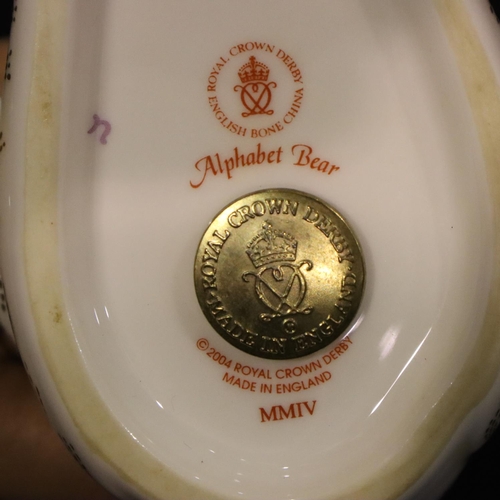 ROYAL CROWN DERBY
ENGLISH BONE CHINA
n
Alphabet Bear
ROYAL CROWN DERBY
MADE IN ENGLAND
© 2004 ROYAL CROWN DERBY
MADE IN ENGLAND
MMIV